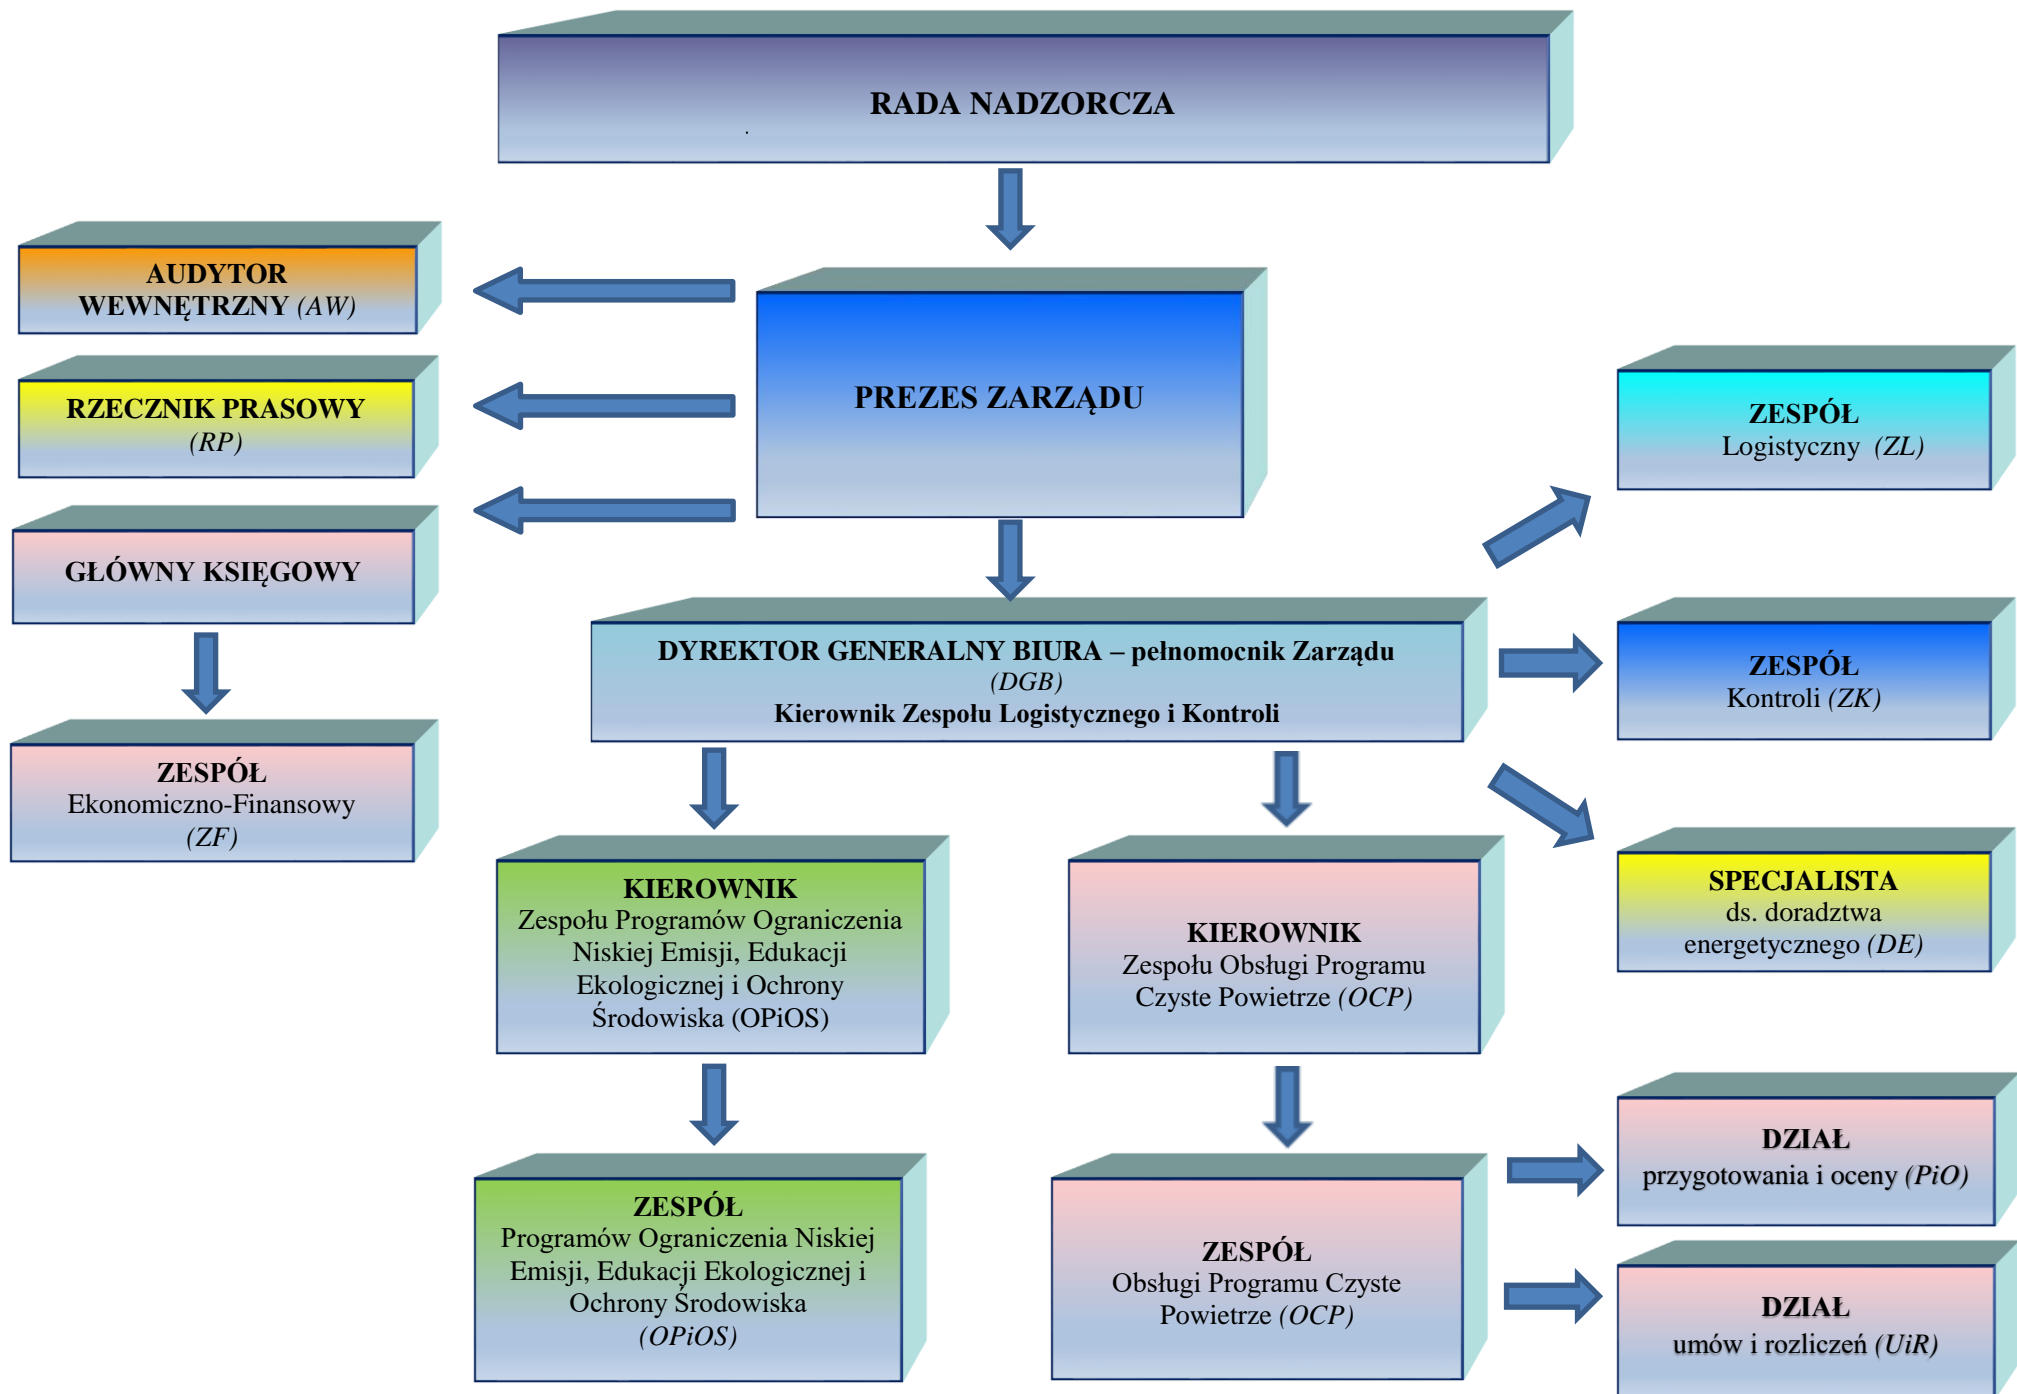 RADA NADZORCZA
AUDYTOR
WEWNĘTRZNY (AW)
RZECZNIK PRASOWY
(RP)
GŁÓWNY KSIĘGOWY
ZESPÓŁ
Ekonomiczno-Finansowy
(ZF)
PREZES ZARZĄDU
DYREKTOR GENERALNY BIURA – pełnomocnik Zarządu
(DGB)
Kierownik Zespołu Logistycznego i Kontroli
ZESPÓŁ
Logistyczny (ZL)
ZESPÓŁ
Kontroli (ZK)
SPECJALISTA
ds. doradztwa
energetycznego (DE)
KIEROWNIK
Zespołu Programów Ograniczenia
Niskiej Emisji, Edukacji
Ekologicznej i Ochrony
Środowiska (OPiOS)
KIEROWNIK
Zespołu Obsługi Programu
Czyste Powietrze (OCP)
ZESPÓŁ
Programów Ograniczenia Niskiej
Emisji, Edukacji Ekologicznej i
Ochrony Środowiska
(OPiOS)
ZESPÓŁ
Obsługi Programu Czyste
Powietrze (OCP)
DZIAŁ
przygotowania i oceny (PiO)
DZIAŁ
umów i rozliczeń (UiR)